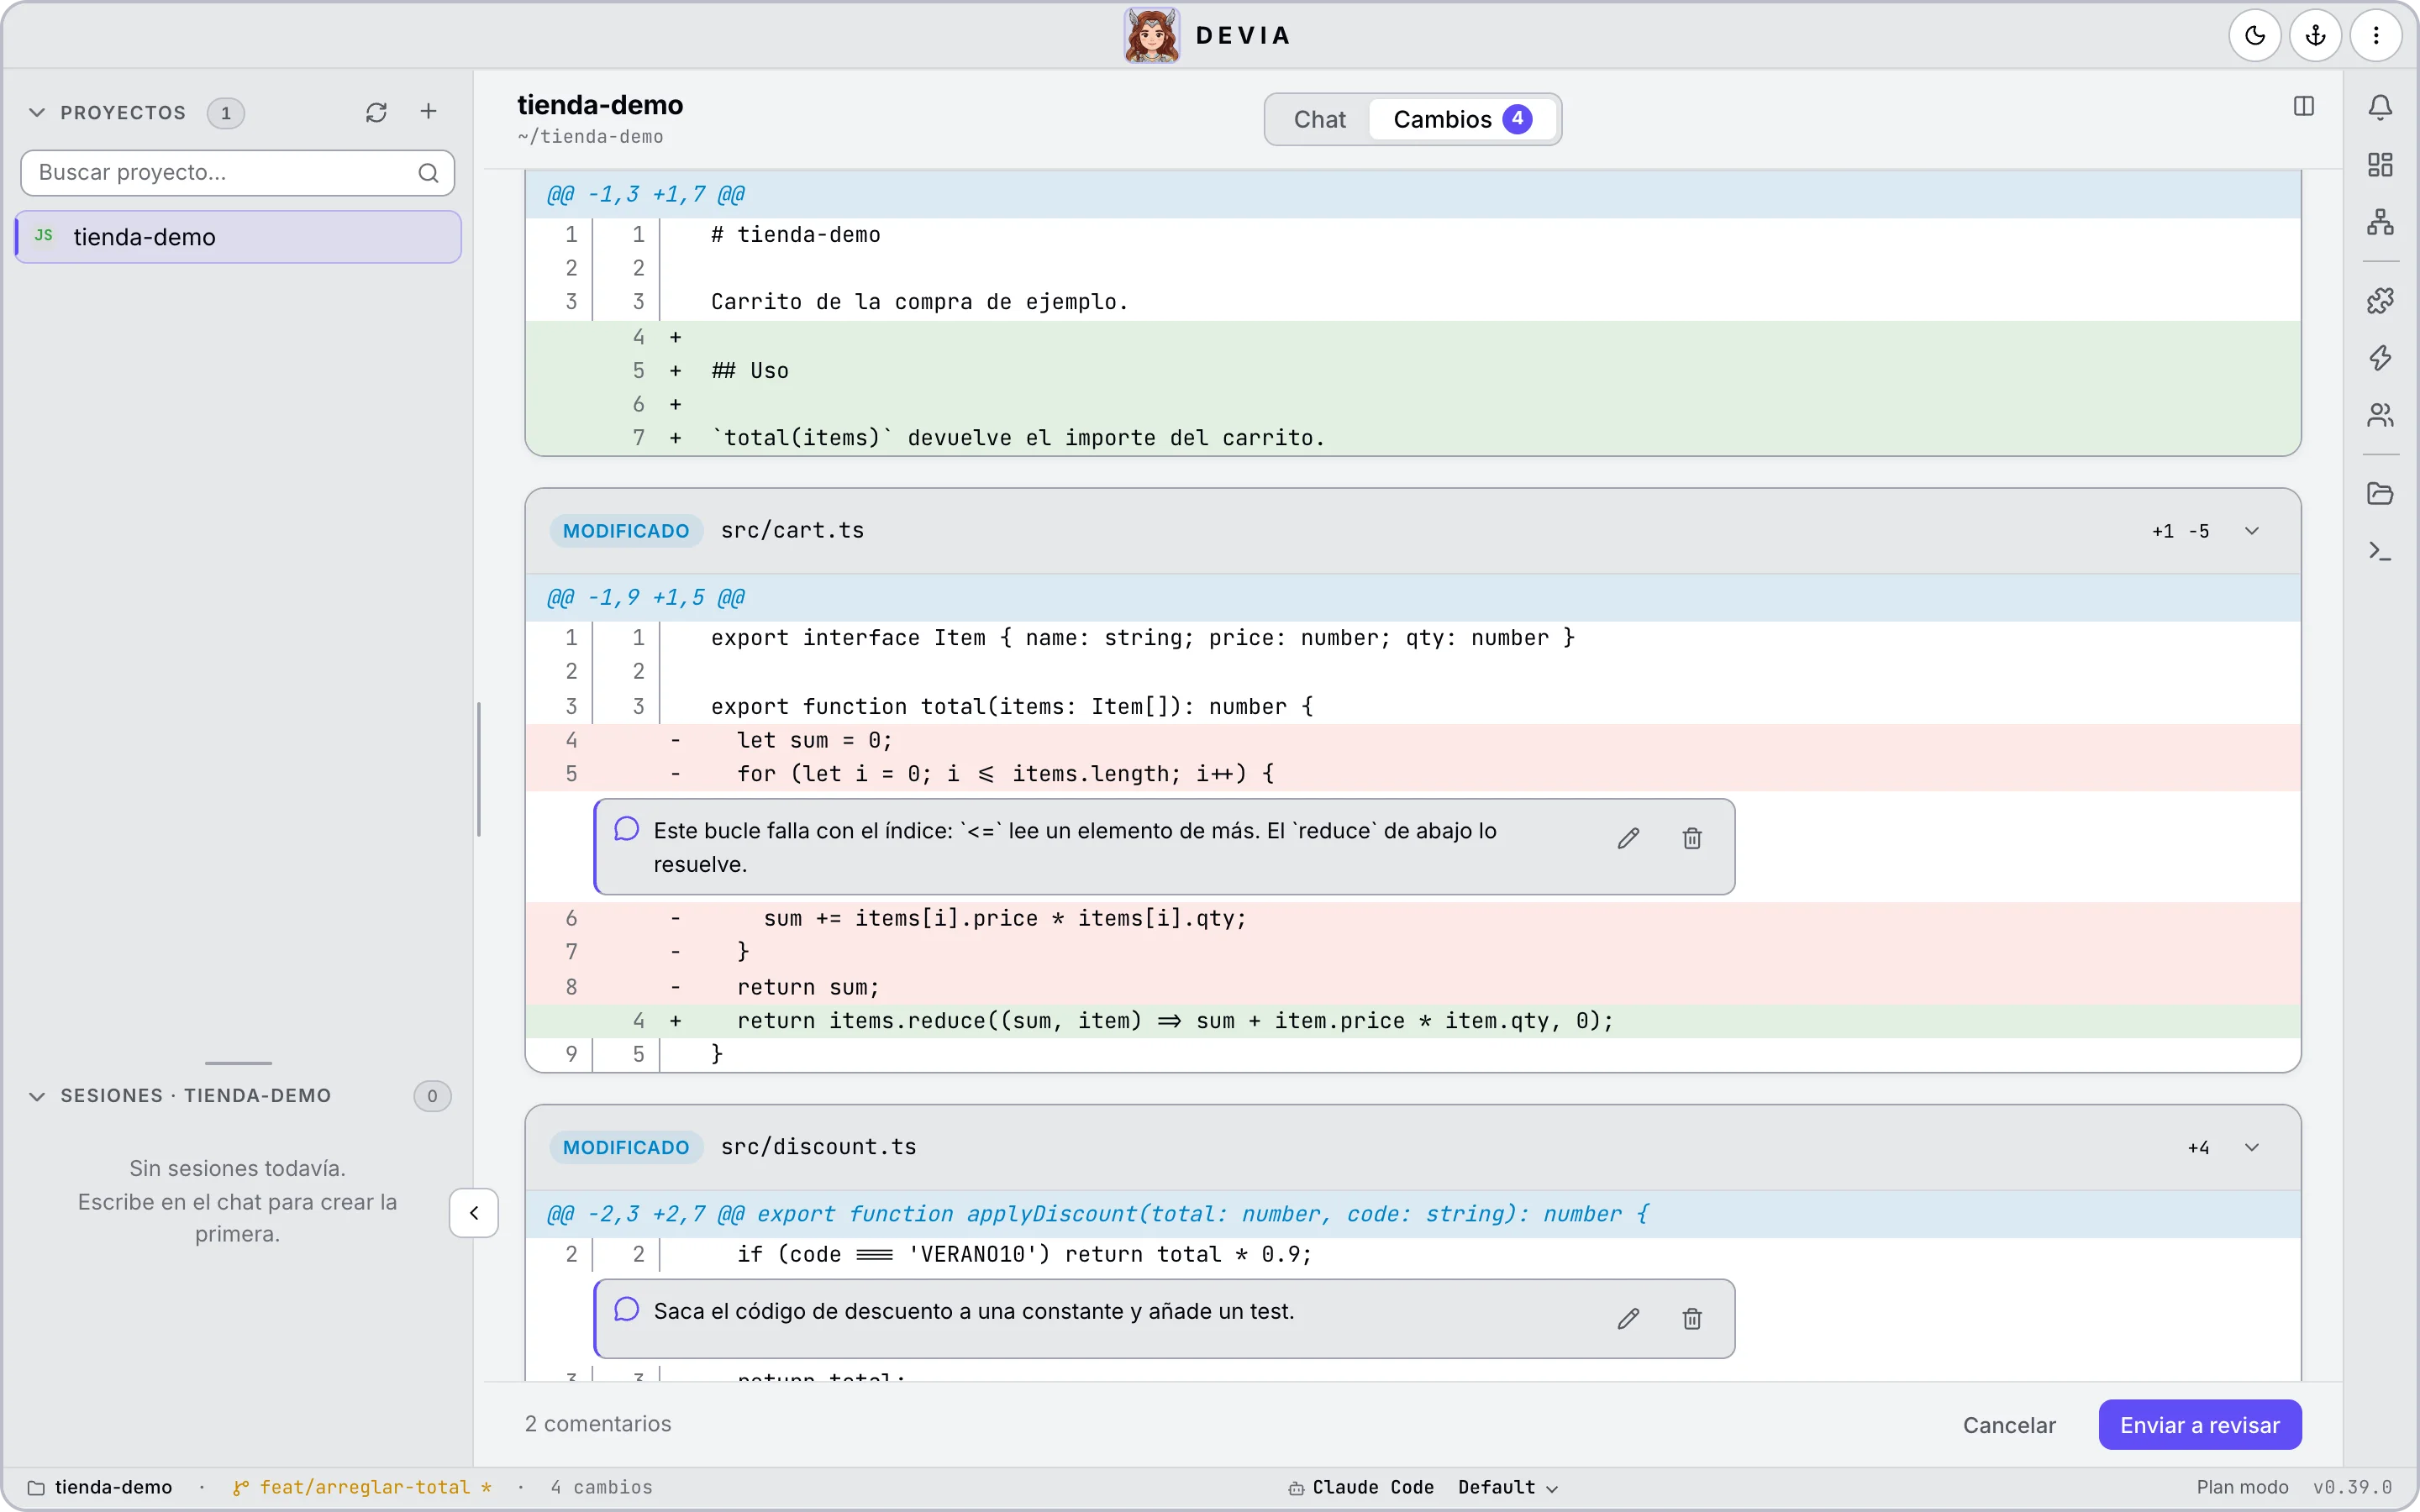 DEVIA
PROYECTOS 1
Buscar proyecto...
JS tienda-demo
tienda-demo
~/tienda-demo
Chat Cambios 4
@@ -1,3 +1,7 @@
1 1 # tienda-demo
2 2
3 3 Carrito de la compra de ejemplo.
4 +
5 + ## Uso
6 +
7 + `total(items)` devuelve el importe del carrito.
MODIFICADO src/cart.ts +1 -5
@@ -1,9 +1,5 @@
1 1 export interface Item { name: string; price: number; qty: number }
2 2
3 3 export function total(items: Item[]): number {
4 - let sum = 0;
5 - for (let i = 0; i <= items.length; i++) {
Este bucle falla con el índice: `<=` lee un elemento de más. El `reduce` de abajo lo
resuelve.
6 - sum += items[i].price * items[i].qty;
7 - }
8 - return sum;
4 + return items.reduce((sum, item) => sum + item.price * item.qty, 0);
9 5 }
MODIFICADO src/discount.ts +4
@@ -2,3 +2,7 @@ export function applyDiscount(total: number, code: string): number {
2 2 if (code === 'VERANO10') return total * 0.9;
Saca el código de descuento a una constante y añade un test.
3 3 return total;
2 comentarios
Cancelar Enviar a revisar
SESIONES · TIENDA-DEMO 0
Sin sesiones todavía.
Escribe en el chat para crear la
primera.
tienda-demo · feat/arreglar-total * · 4 cambios
Claude Code Default
Plan modo v0.39.0